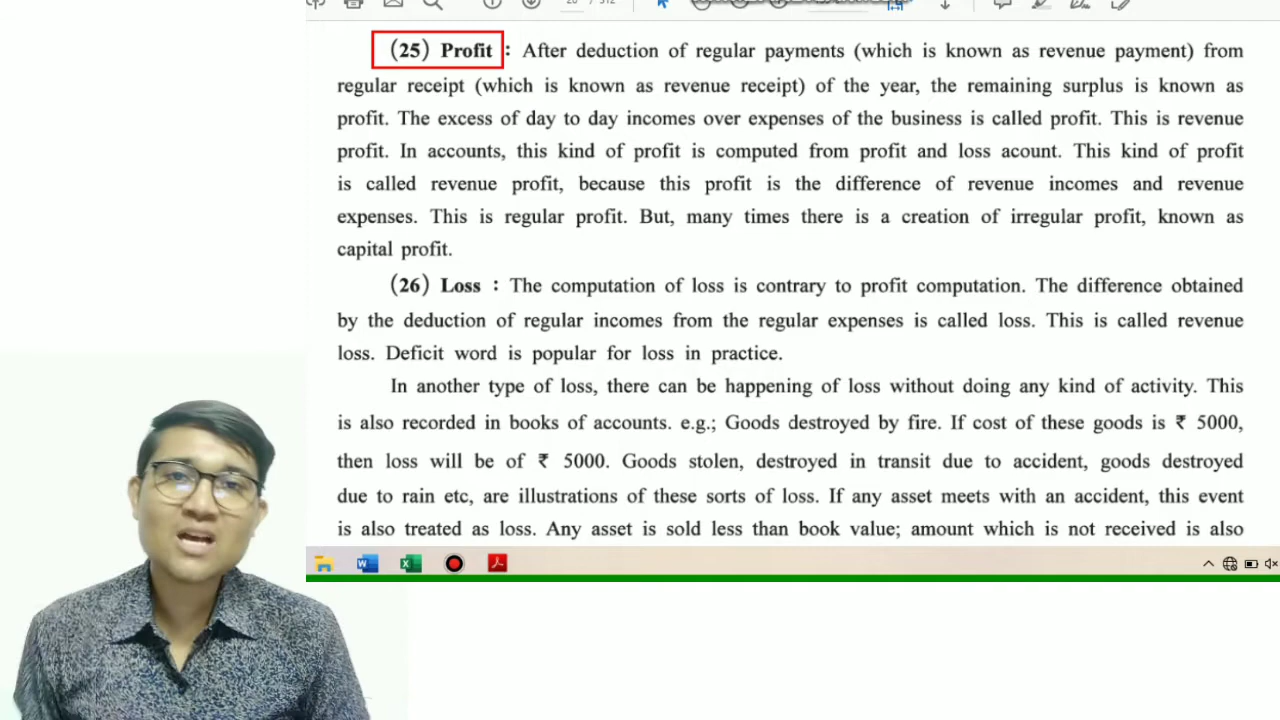 (25) Profit : After deduction of regular payments (which is known as revenue payment) from
regular receipt (which is known as revenue receipt) of the year, the remaining surplus is known as
profit. The excess of day to day incomes over expenses of the business is called profit. This is revenue
profit. In accounts, this kind of profit is computed from profit and loss acount. This kind of profit
is called revenue profit, because this profit is the difference of revenue incomes and revenue
expenses. This is regular profit. But, many times there is a creation of irregular profit, known as
capital profit.
(26) Loss : The computation of loss is contrary to profit computation. The difference obtained
by the deduction of regular incomes from the regular expenses is called loss. This is called revenue
loss. Deficit word is popular for loss in practice.
In another type of loss, there can be happening of loss without doing any kind of activity. This
is also recorded in books of accounts. e.g.; Goods destroyed by fire. If cost of these goods is ₹ 5000,
then loss will be of ₹ 5000. Goods stolen, destroyed in transit due to accident, goods destroyed
due to rain etc, are illustrations of these sorts of loss. If any asset meets with an accident, this event
is also treated as loss. Any asset is sold less than book value; amount which is not received is also